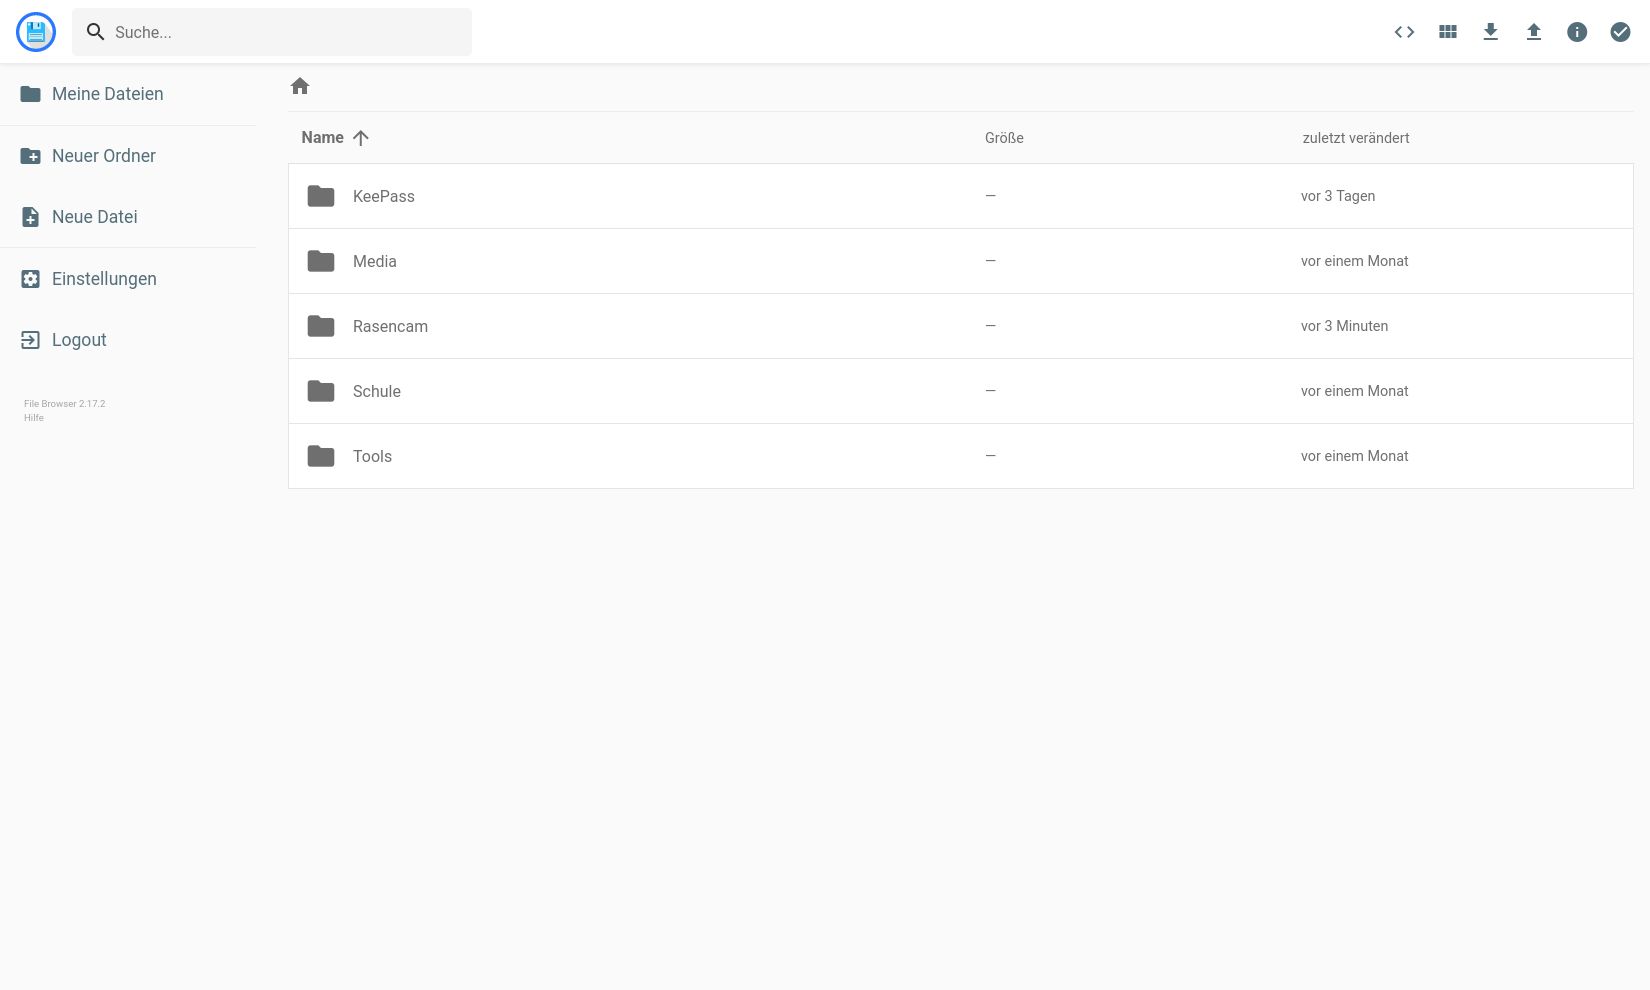 Suche...
Meine Dateien
Neuer Ordner
Neue Datei
Einstellungen
Logout
File Browser 2.17.2
Hilfe
Name Größe zuletzt verändert
KeePass — vor 3 Tagen
Media — vor einem Monat
Rasencam — vor 3 Minuten
Schule — vor einem Monat
Tools — vor einem Monat